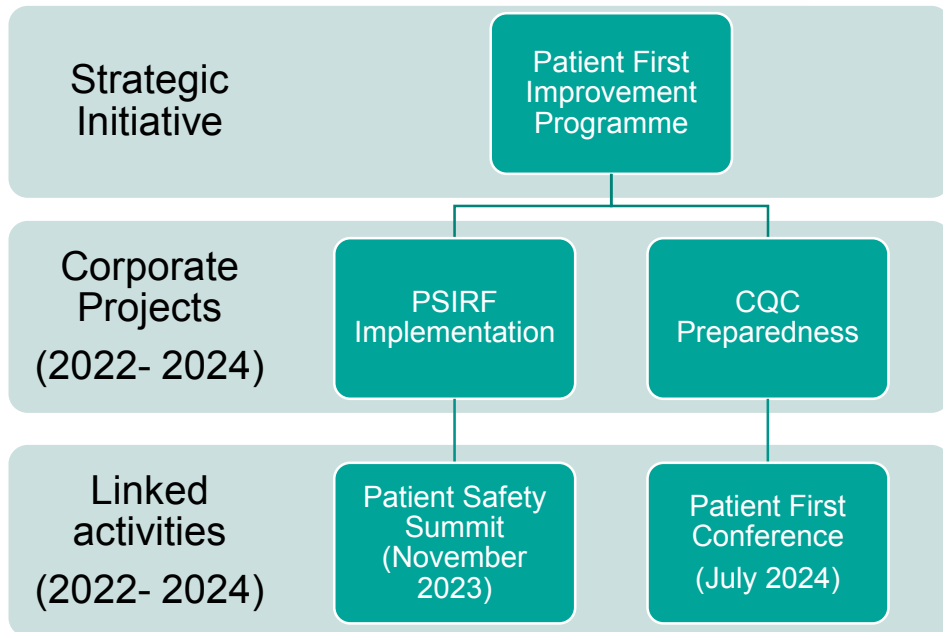 Strategic
Initiative
Patient First
Improvement
Programme
Corporate
Projects
(2022- 2024)
PSIRF
Implementation
CQC
Preparedness
Linked
activities
(2022- 2024)
Patient Safety
Summit
(November
2023)
Patient First
Conference
(July 2024)